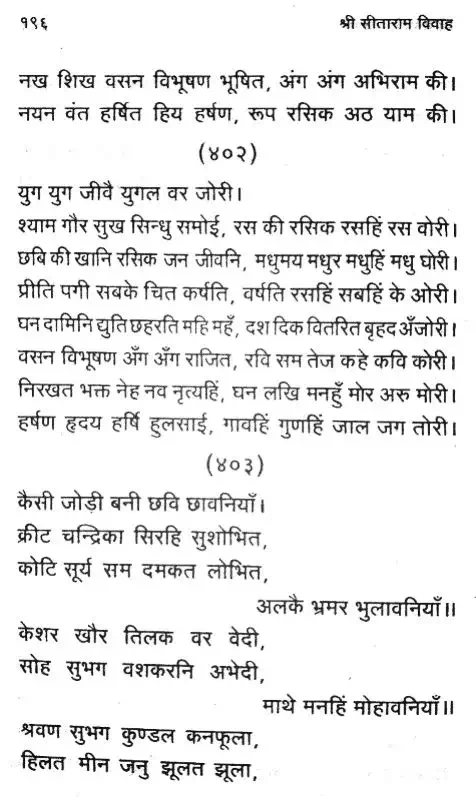 १९६ श्री सीताराम विवाह
नख शिख वसन विभूषण भूषित, अंग अंग अभिराम की।
नयन वंत हर्षित हिय हर्षण, रूप रसिक अठ याम की।
(४०२)
युग युग जीवै युगल वर जोरी।
श्याम गौर सुख सिन्धु समोई, रस की रसिक रसहिं रस वोरी।
छबि की खानि रसिक जन जीवनि, मधुमय मधुर मधुहिं मधु घोरी।
प्रीति पगी सबके चित कर्षति, वर्षति रसहिं सबहिं के ओरी।
घन दामिनि द्युति छहरति महि महँ, दश दिक वितरित बृहद अँजोरी।
वसन विभूषण अँग अँग राजित, रवि सम तेज कहे कवि कोरी।
निरखत भक्त नेह नव नृत्यहिं, घन लखि मनहुँ मोर अरु मोरी।
हर्षण हृदय हर्षि हुलसाई, गावहिं गुणहिं जाल जग तोरी।
(४०३)
कैसी जोड़ी बनी छवि छावनियाँ।
क्रीट चन्द्रिका सिरहि सुशोभित,
कोटि सूर्य सम दमकत लोभित,
अलकै भ्रमर भुलावनियाँ॥
केशर खौर तिलक वर वेदी,
सोह सुभग वशकरनि अभेदी,
माथे मनहिं मोहावनियाँ॥
श्रवण सुभग कुण्डल कनफूला,
हिलत मीन जनु झूलत झूला,